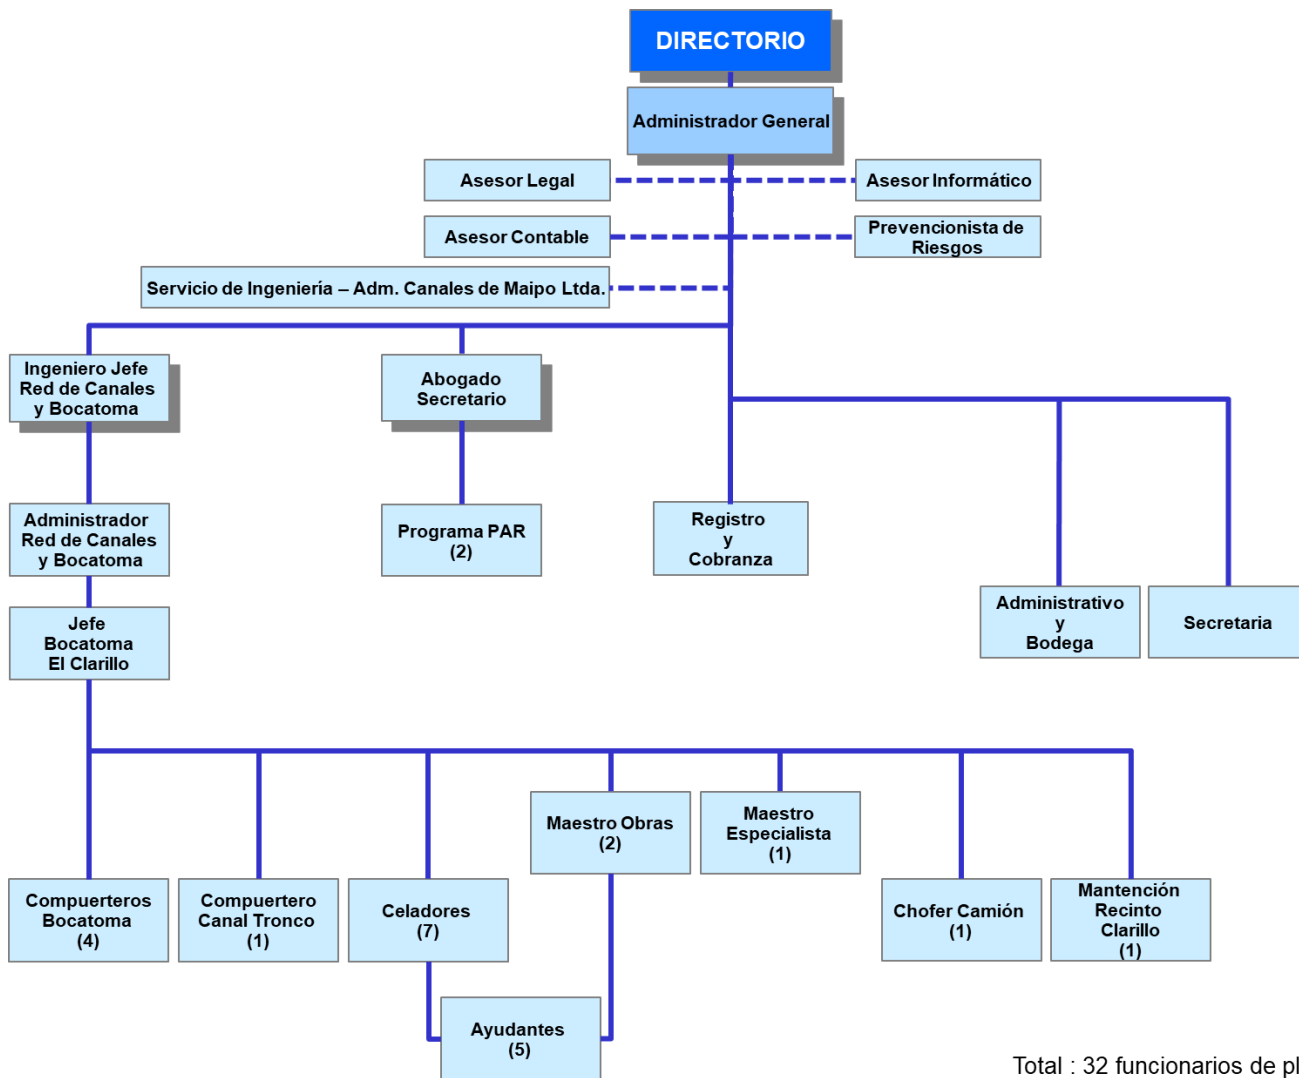 DIRECTORIO
Administrador General
Asesor Legal
Asesor Informático
Asesor Contable
Prevencionista de
Riesgos
Servicio de Ingeniería – Adm. Canales de Maipo Ltda.
Ingeniero Jefe
Red de Canales
y Bocatoma
Abogado
Secretario
Administrador
Red de Canales
y Bocatoma
Programa PAR
(2)
Registro
y
Cobranza
Jefe
Bocatoma
El Clarillo
Administrativo
y
Bodega
Secretaria
Maestro Obras
(2)
Maestro
Especialista
(1)
Compuerteros
Bocatoma
(4)
Compuertero
Canal Tronco
(1)
Celadores
(7)
Chofer Camión
(1)
Mantención
Recinto
Clarillo
(1)
Ayudantes
(5)
Total : 32 funcionarios de